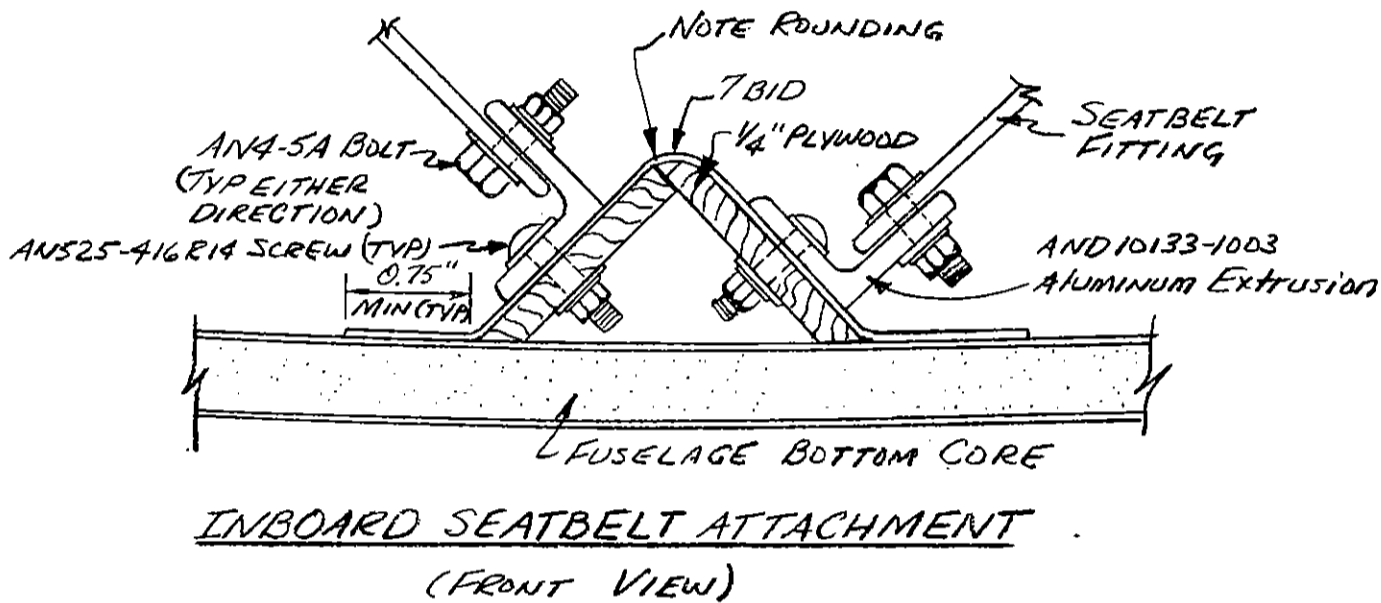 NOTE ROUNDING
7 BID
1/4" PLYWOOD
SEATBELT
FITTING
AN4-5A BOLT
(TYP EITHER
DIRECTION)
AN525-416R14 SCREW (TYP)
0.75"
MIN (TYP)
AND10133-1003
ALUMINUM EXTRUSION
FUSELAGE BOTTOM CORE
INBOARD SEATBELT ATTACHMENT
(FRONT VIEW)